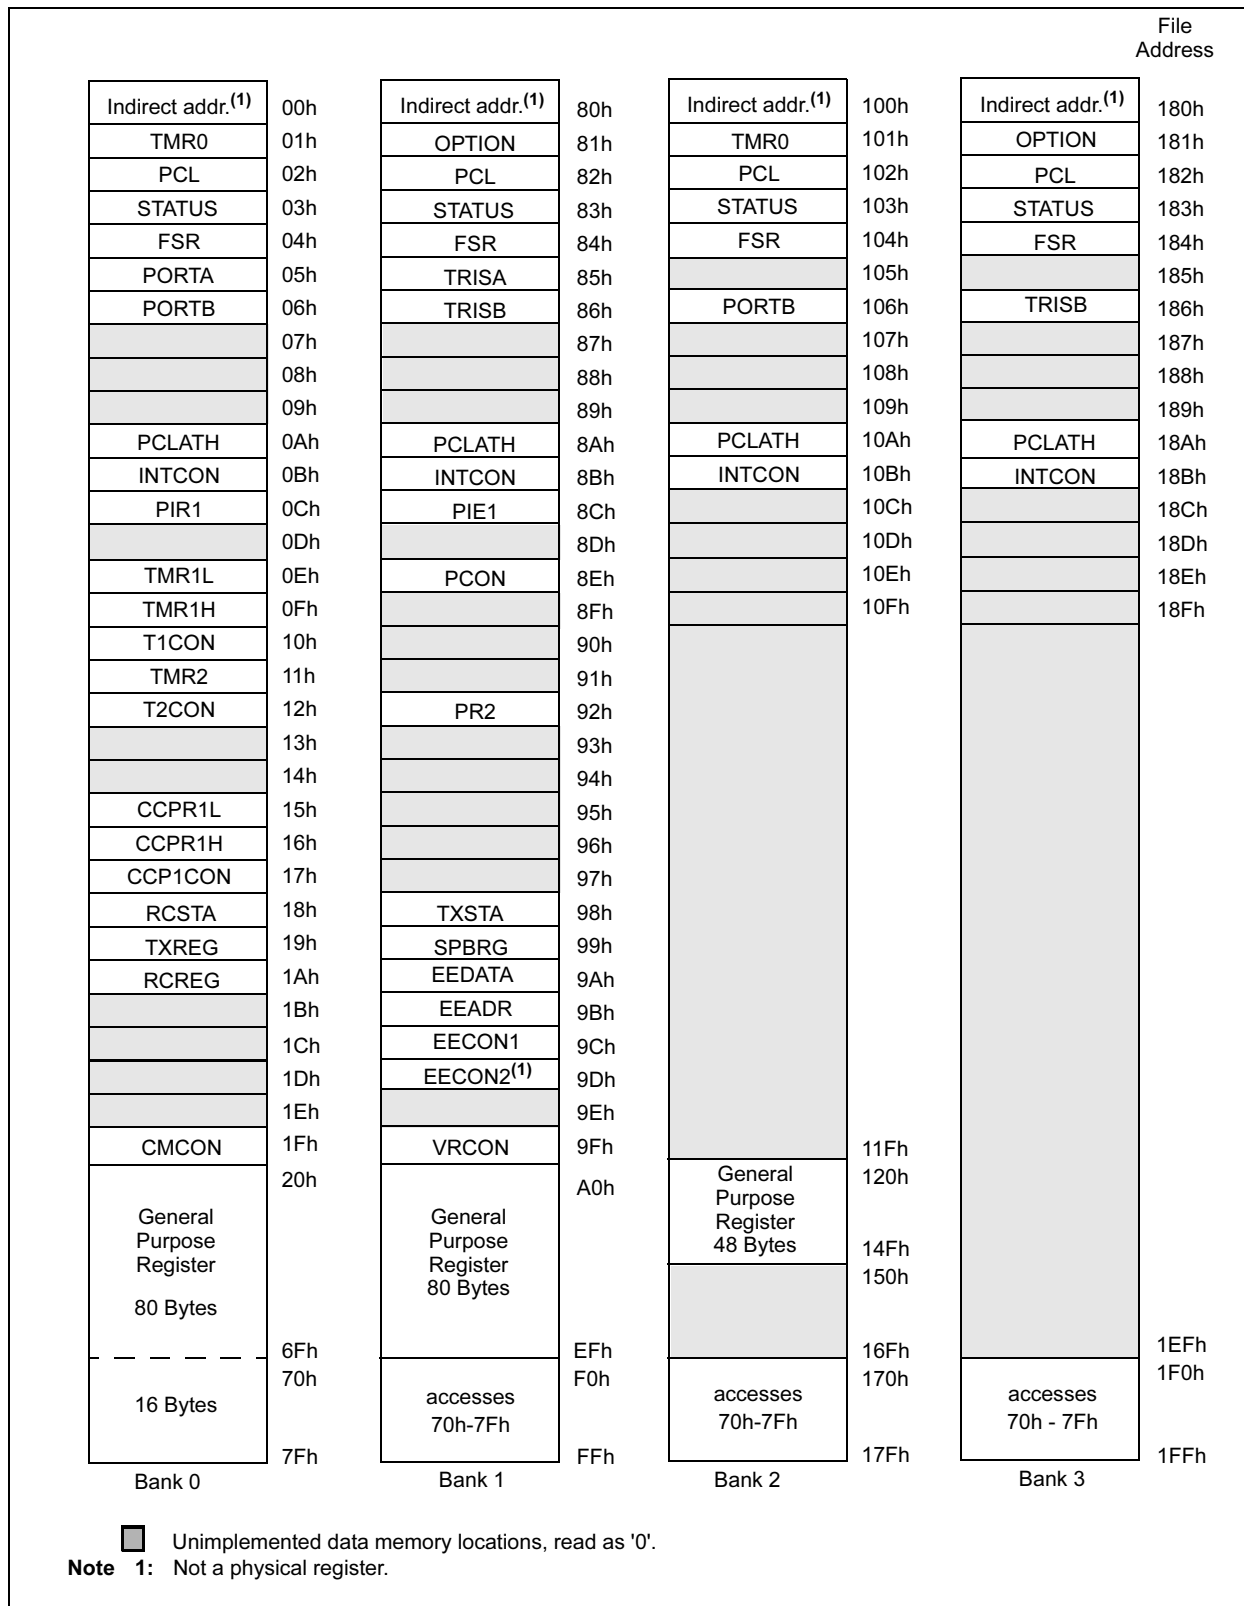 File
Address
Indirect addr.(1) 00h
TMR0 01h
PCL 02h
STATUS 03h
FSR 04h
PORTA 05h
PORTB 06h
07h
08h
09h
PCLATH 0Ah
INTCON 0Bh
PIR1 0Ch
0Dh
TMR1L 0Eh
TMR1H 0Fh
T1CON 10h
TMR2 11h
T2CON 12h
13h
14h
CCPR1L 15h
CCPR1H 16h
CCP1CON 17h
RCSTA 18h
TXREG 19h
RCREG 1Ah
1Bh
1Ch
1Dh
1Eh
CMCON 1Fh
20h
General
Purpose
Register
80 Bytes
6Fh
70h
16 Bytes
7Fh
Bank 0
Indirect addr.(1) 80h
OPTION 81h
PCL 82h
STATUS 83h
FSR 84h
TRISA 85h
TRISB 86h
87h
88h
89h
PCLATH 8Ah
INTCON 8Bh
PIE1 8Ch
8Dh
PCON 8Eh
8Fh
90h
91h
PR2 92h
93h
94h
95h
96h
97h
TXSTA 98h
SPBRG 99h
EEDATA 9Ah
EEADR 9Bh
EECON1 9Ch
EECON2(1) 9Dh
9Eh
VRCON 9Fh
A0h
General
Purpose
Register
80 Bytes
EFh
F0h
accesses
70h-7Fh
FFh
Bank 1
Indirect addr.(1) 100h
TMR0 101h
PCL 102h
STATUS 103h
FSR 104h
105h
PORTB 106h
107h
108h
109h
PCLATH 10Ah
INTCON 10Bh
10Ch
10Dh
10Eh
10Fh
11Fh
General 120h
Purpose
Register
48 Bytes 14Fh
150h
16Fh
170h
accesses
70h-7Fh
17Fh
Bank 2
Indirect addr.(1) 180h
OPTION 181h
PCL 182h
STATUS 183h
FSR 184h
185h
TRISB 186h
187h
188h
189h
PCLATH 18Ah
INTCON 18Bh
18Ch
18Dh
18Eh
18Fh
1EFh
1F0h
accesses
70h - 7Fh
1FFh
Bank 3
Unimplemented data memory locations, read as '0'.
Note 1: Not a physical register.